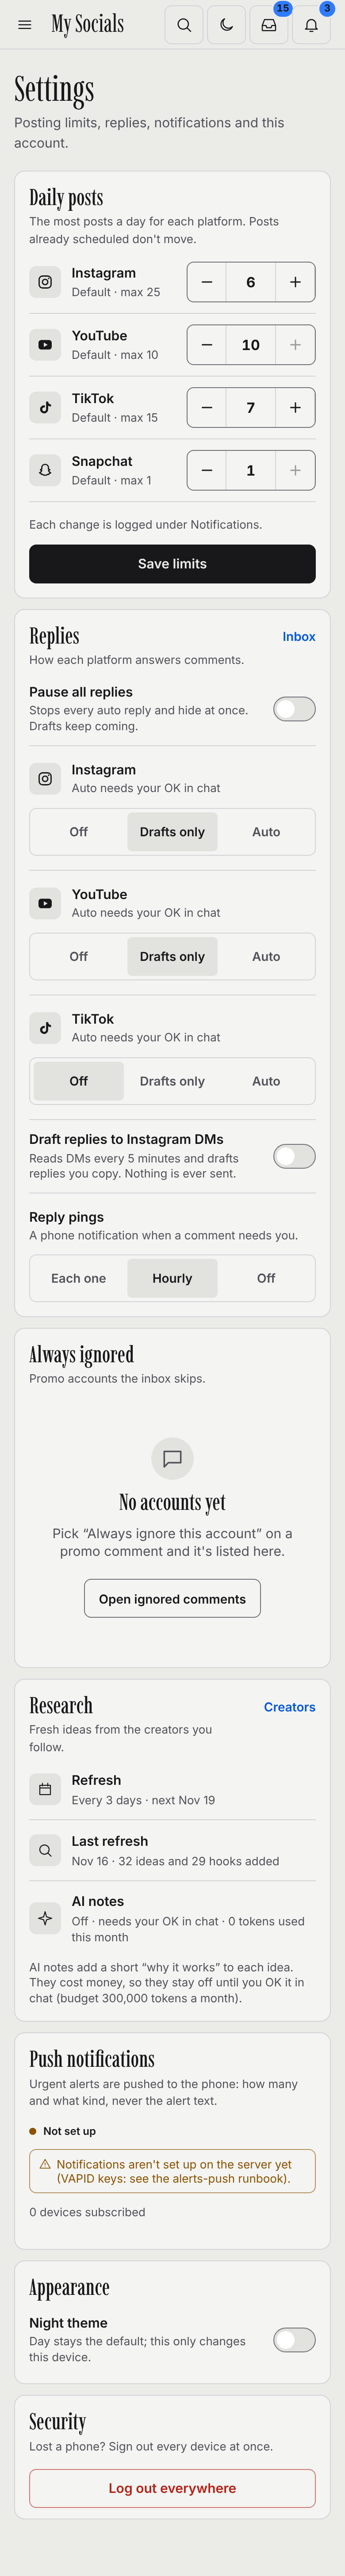 My Socials
15
3
Settings
Posting limits, replies, notifications and this
account.
Daily posts
The most posts a day for each platform. Posts
already scheduled don't move.
Instagram
Default · max 25
− 6 +
YouTube
Default · max 10
− 10 +
TikTok
Default · max 15
− 7 +
Snapchat
Default · max 1
− 1 +
Each change is logged under Notifications.
Save limits
Replies
Inbox
How each platform answers comments.
Pause all replies
Stops every auto reply and hide at once.
Drafts keep coming.
Instagram
Auto needs your OK in chat
Off Drafts only Auto
YouTube
Auto needs your OK in chat
Off Drafts only Auto
TikTok
Auto needs your OK in chat
Off Drafts only Auto
Draft replies to Instagram DMs
Reads DMs every 5 minutes and drafts
replies you copy. Nothing is ever sent.
Reply pings
A phone notification when a comment needs you.
Each one Hourly Off
Always ignored
Promo accounts the inbox skips.
No accounts yet
Pick “Always ignore this account” on a
promo comment and it's listed here.
Open ignored comments
Research
Creators
Fresh ideas from the creators you
follow.
Refresh
Every 3 days · next Nov 19
Last refresh
Nov 16 · 32 ideas and 29 hooks added
AI notes
Off · needs your OK in chat · 0 tokens used
this month
AI notes add a short “why it works” to each idea.
They cost money, so they stay off until you OK it in
chat (budget 300,000 tokens a month).
Push notifications
Urgent alerts are pushed to the phone: how many
and what kind, never the alert text.
Not set up
Notifications aren't set up on the server yet
(VAPID keys: see the alerts-push runbook).
0 devices subscribed
Appearance
Night theme
Day stays the default; this only changes
this device.
Security
Lost a phone? Sign out every device at once.
Log out everywhere